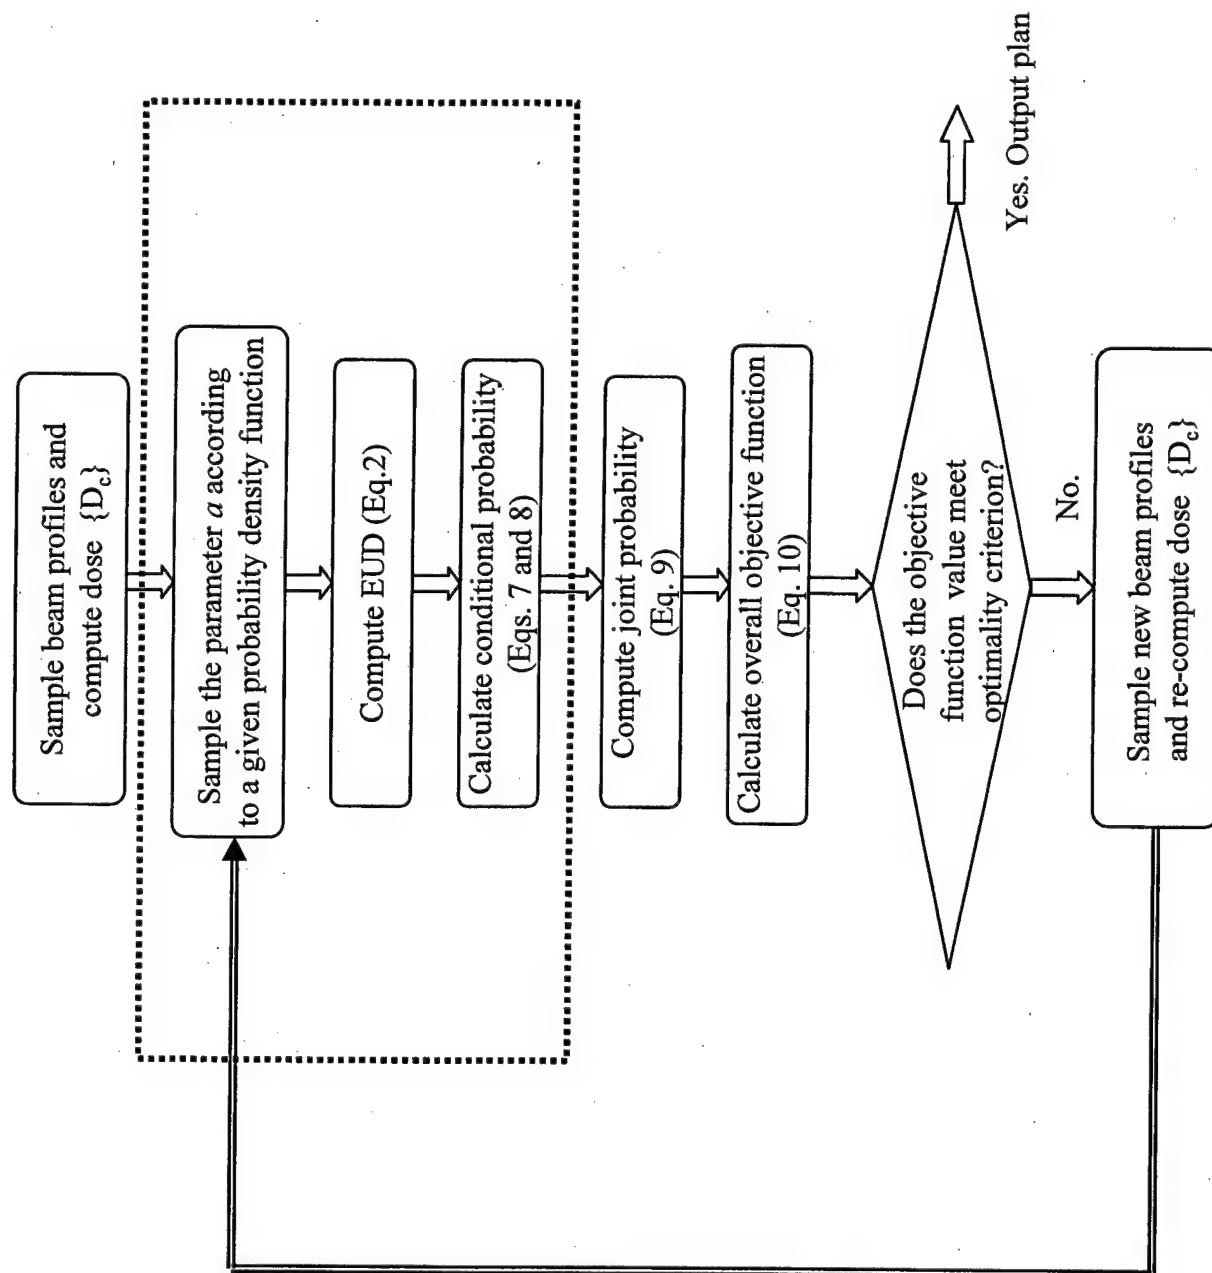 Sample beam profiles and
compute dose {D_c}
Sample the parameter a according
to a given probability density function
Compute EUD (Eq.2)
Calculate conditional probability
(Eqs. 7 and 8)
Compute joint probability
(Eq. 9)
Calculate overall objective function
(Eq. 10)
Does the objective
function value meet
optimality criterion?
Yes. Output plan
No.
Sample new beam profiles
and re-compute dose {D_c}